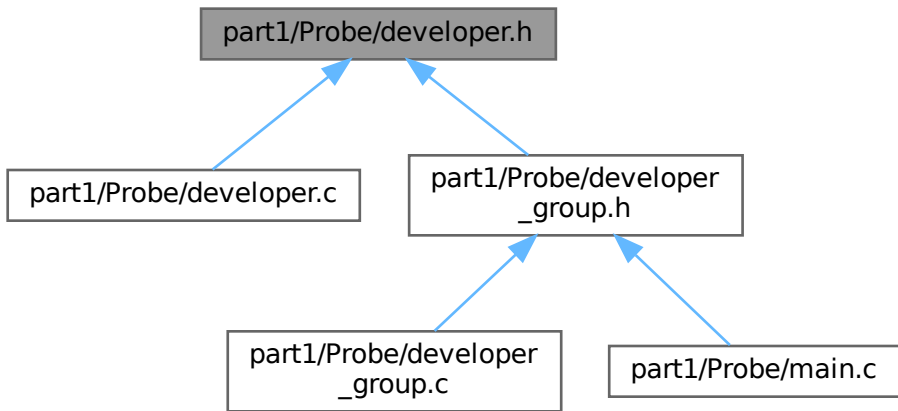 part1/Probe/developer.h
part1/Probe/developer.c
part1/Probe/developer
_group.h
part1/Probe/developer
_group.c
part1/Probe/main.c